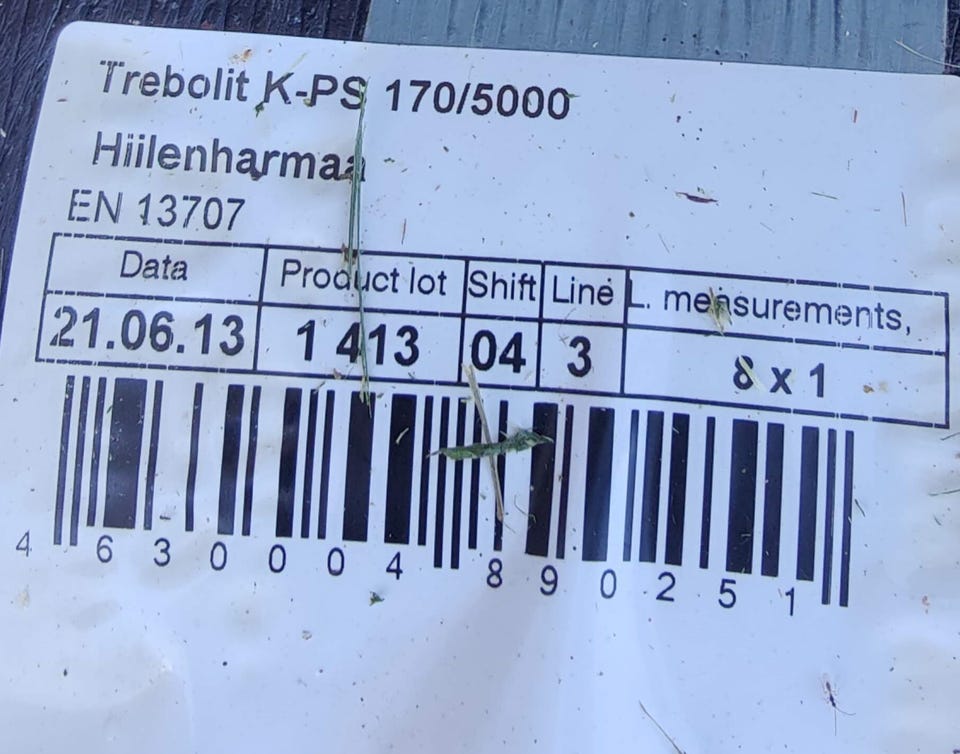 Trebolit K-PS 170/5000
Hiilenharmaa
EN 13707
Data Product lot Shift Line L. measurements,
21.06.13 1 413 04 3 8 x 1
4 630004 890251